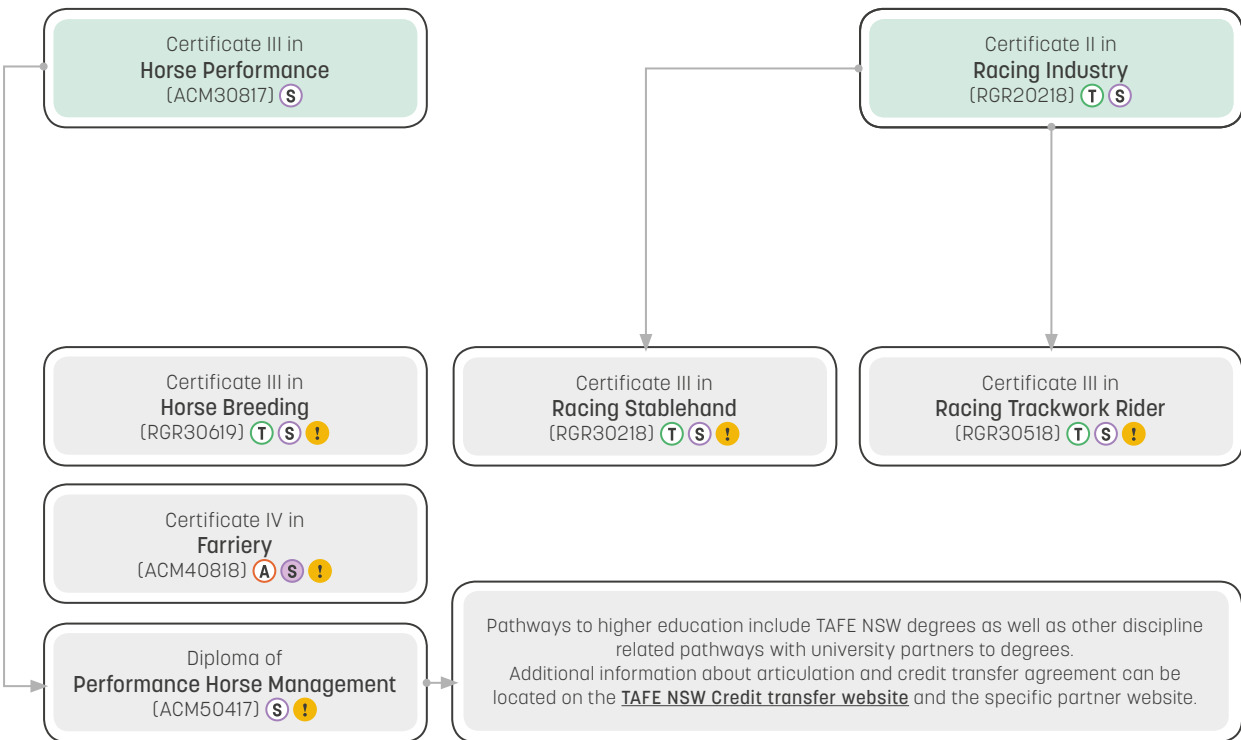 Certificate III in
Horse Performance
(ACM30817) S
Certificate II in
Racing Industry
(RGR20218) T S
Certificate III in
Horse Breeding
(RGR30619) T S !
Certificate III in
Racing Stablehand
(RGR30218) T S !
Certificate III in
Racing Trackwork Rider
(RGR30518) T S !
Certificate IV in
Farriery
(ACM40818) A S !
Diploma of
Performance Horse Management
(ACM50417) S !
Pathways to higher education include TAFE NSW degrees as well as other discipline
related pathways with university partners to degrees.
Additional information about articulation and credit transfer agreement can be
located on the TAFE NSW Credit transfer website and the specific partner website.